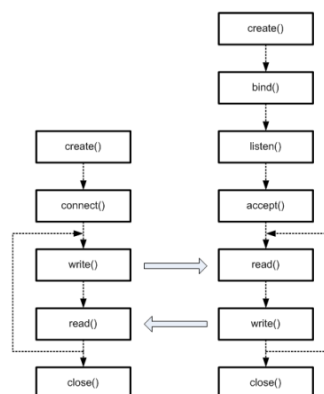 create()
bind()
listen()
accept()
read()
write()
close()
create()
connect()
write()
read()
close()